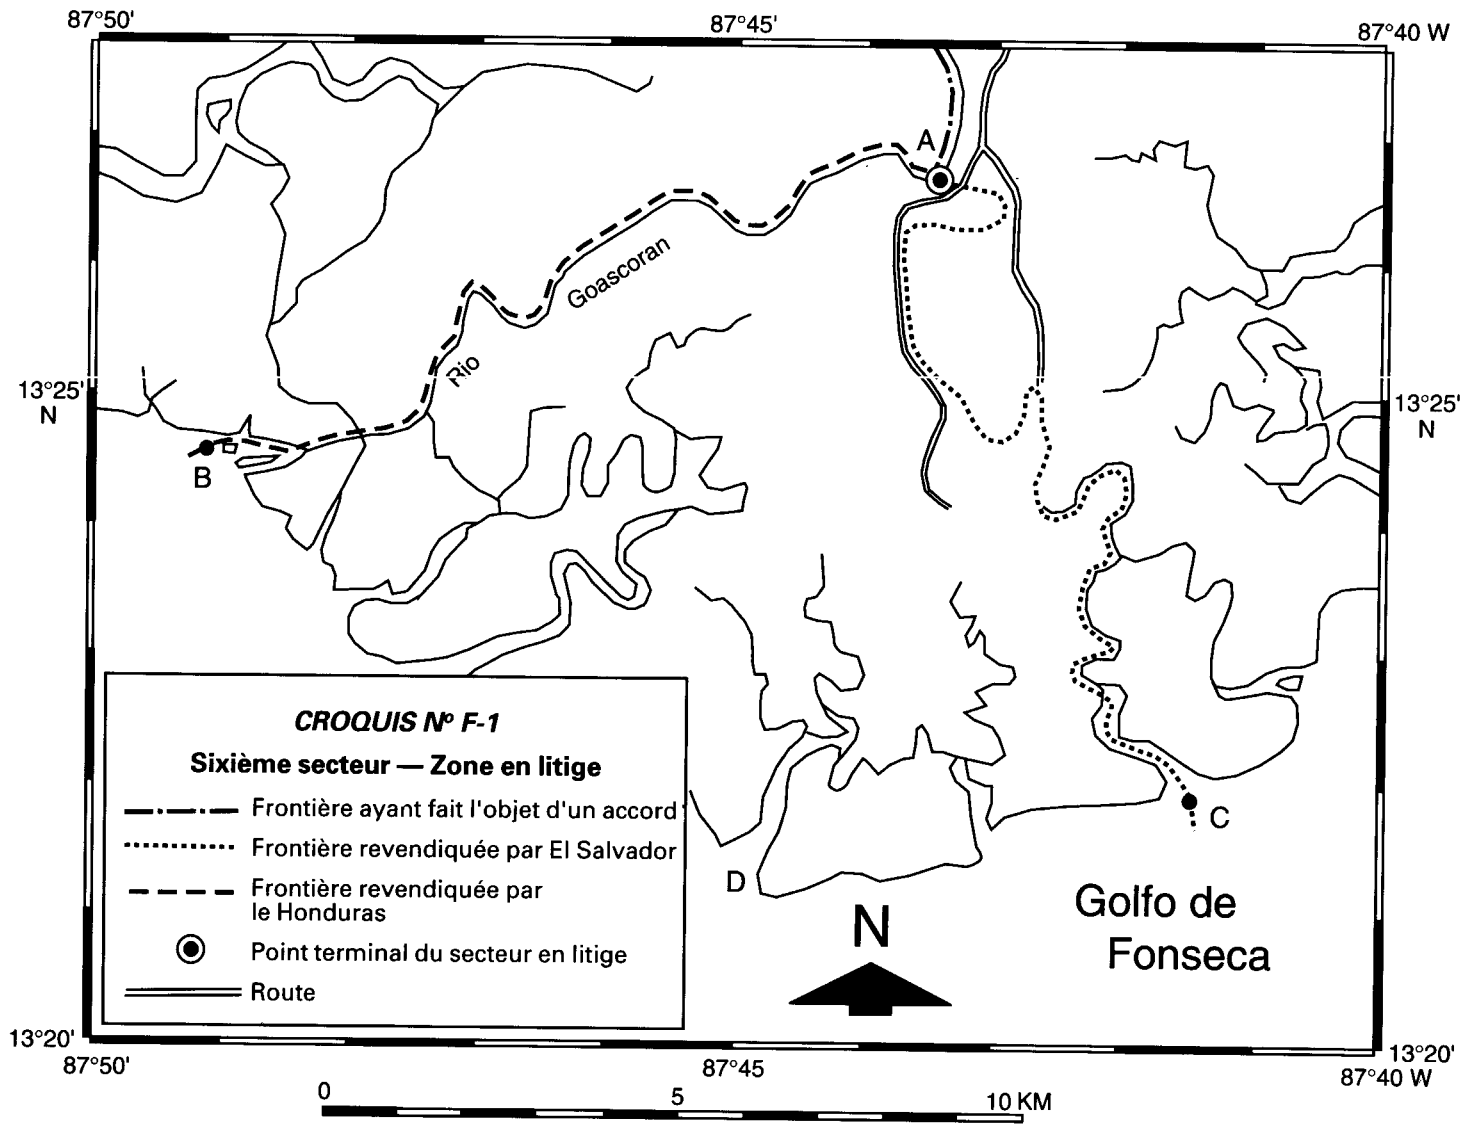 87°50'
87°45'
87°40 W
A
Goascoran
Rio
13°25'
N
13°25'
N
B
CROQUIS Nº F-1
Sixième secteur — Zone en litige
Frontière ayant fait l'objet d'un accord
Frontière revendiquée par El Salvador
Frontière revendiquée par
le Honduras
Point terminal du secteur en litige
Route
C
D
N
Golfo de
Fonseca
13°20'
13°20'
87°50'
87°45'
87°40 W
0
5
10 KM